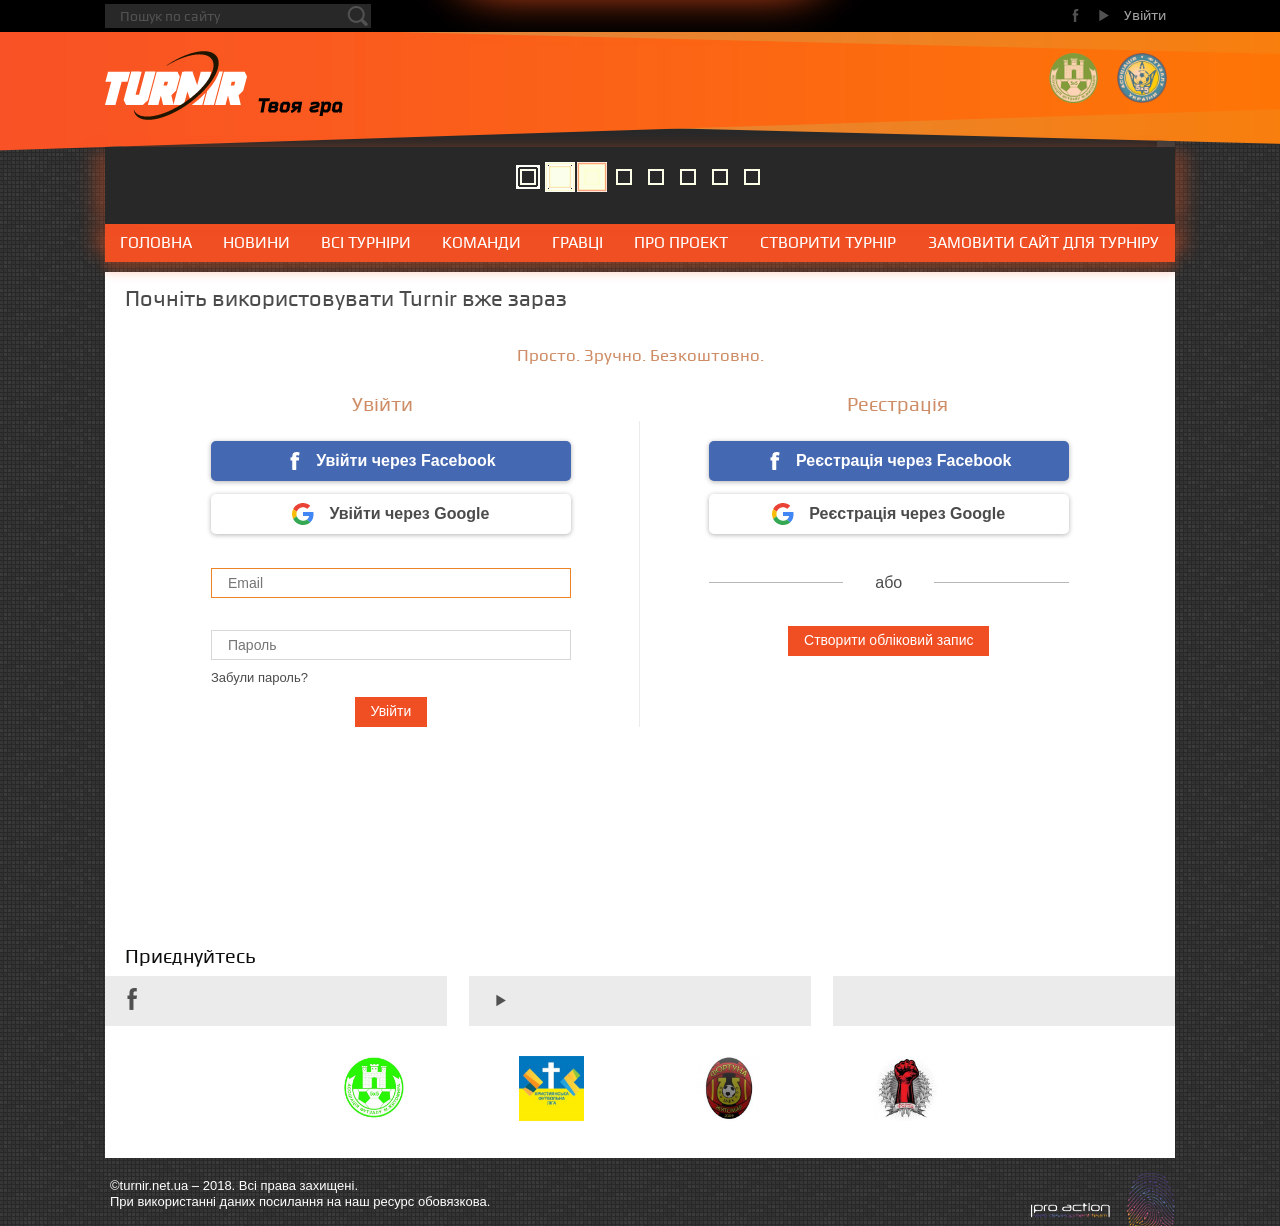 Пошук по сайту
Увійти
TURNIR Твоя гра
ГОЛОВНА НОВИНИ ВСІ ТУРНІРИ КОМАНДИ ГРАВЦІ ПРО ПРОЕКТ СТВОРИТИ ТУРНІР ЗАМОВИТИ САЙТ ДЛЯ ТУРНІРУ
Почніть використовувати Turnir вже зараз
Просто. Зручно. Безкоштовно.
Увійти
Увійти через Facebook
Увійти через Google
Email
Пароль
Забули пароль?
Увійти
Реєстрація
Реєстрація через Facebook
Реєстрація через Google
або
Створити обліковий запис
Приєднуйтесь
ХРИСТИЯНСЬКА
ФУТБОЛЬНА
ЛІГА
©turnir.net.ua – 2018. Всі права захищені.
При використанні даних посилання на наш ресурс обовязкова.
pro action